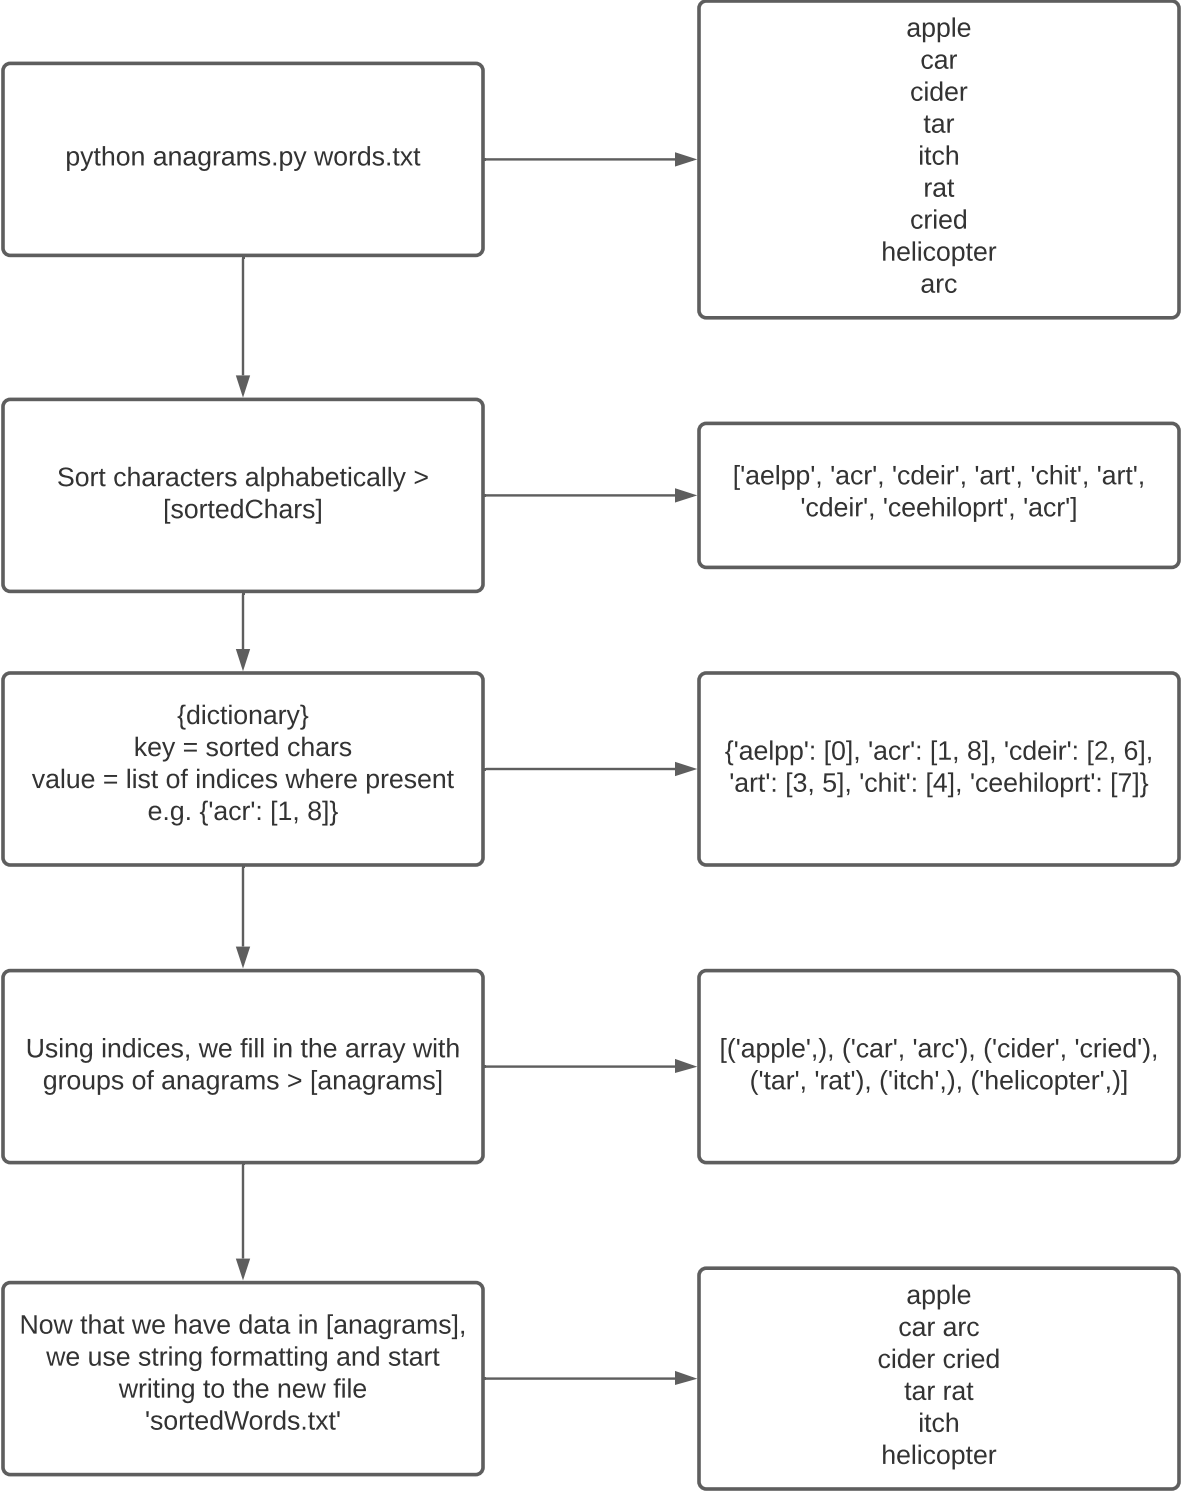 python anagrams.py words.txt
apple
car
cider
tar
itch
rat
cried
helicopter
arc
Sort characters alphabetically >
[sortedChars]
['aelpp', 'acr', 'cdeir', 'art', 'chit', 'art',
'cdeir', 'ceehiloprt', 'acr']
{dictionary}
key = sorted chars
value = list of indices where present
e.g. {'acr': [1, 8]}
{'aelpp': [0], 'acr': [1, 8], 'cdeir': [2, 6],
'art': [3, 5], 'chit': [4], 'ceehiloprt': [7]}
Using indices, we fill in the array with
groups of anagrams > [anagrams]
[('apple',), ('car', 'arc'), ('cider', 'cried'),
('tar', 'rat'), ('itch',), ('helicopter',)]
Now that we have data in [anagrams],
we use string formatting and start
writing to the new file
'sortedWords.txt'
apple
car arc
cider cried
tar rat
itch
helicopter